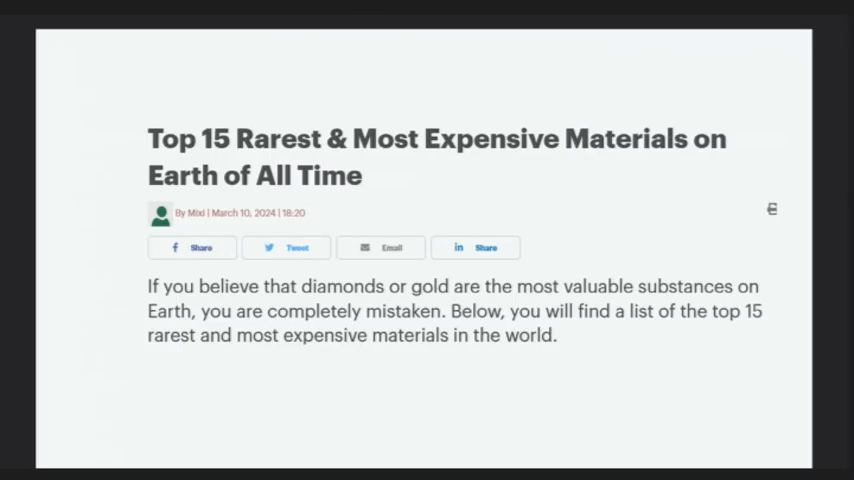 Top 15 Rarest & Most Expensive Materials on
Earth of All Time
By Mixi | March 10, 2024 | 18:20
Share Tweet Email Share
If you believe that diamonds or gold are the most valuable substances on
Earth, you are completely mistaken. Below, you will find a list of the top 15
rarest and most expensive materials in the world.